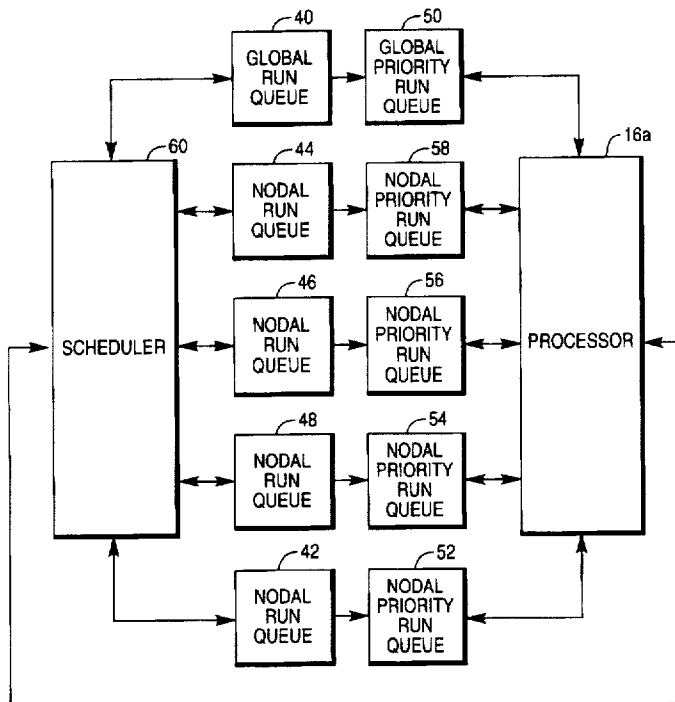 40
GLOBAL
RUN
QUEUE
50
GLOBAL
PRIORITY
RUN
QUEUE
60
SCHEDULER
44
NODAL
RUN
QUEUE
58
NODAL
PRIORITY
RUN
QUEUE
16a
PROCESSOR
46
NODAL
RUN
QUEUE
56
NODAL
PRIORITY
RUN
QUEUE
48
NODAL
RUN
QUEUE
54
NODAL
PRIORITY
RUN
QUEUE
42
NODAL
RUN
QUEUE
52
NODAL
PRIORITY
RUN
QUEUE